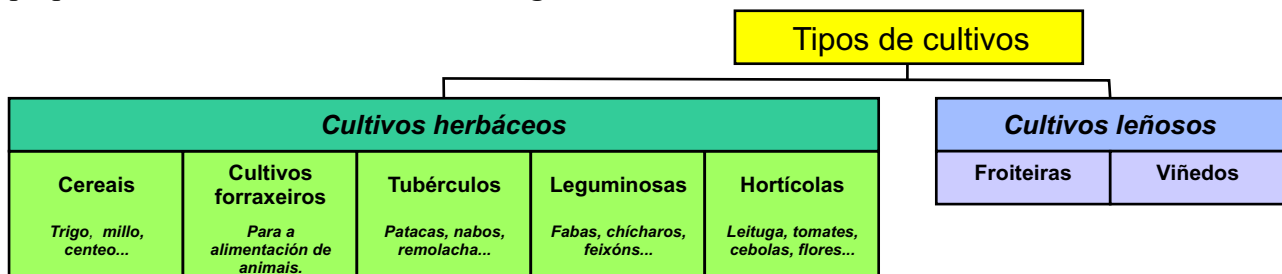 Tipos de cultivos
Cultivos herbáceos
Cultivos leñosos
Cereais
Trigo, millo,
centeo...
Cultivos
forraxeiros
Para a
alimentación de
animais.
Tubérculos
Patacas, nabos,
remolacha...
Leguminosas
Fabas, chícharos,
feixóns...
Hortícolas
Leituga, tomates,
cebolas, flores...
Froiteiras
Viñedos